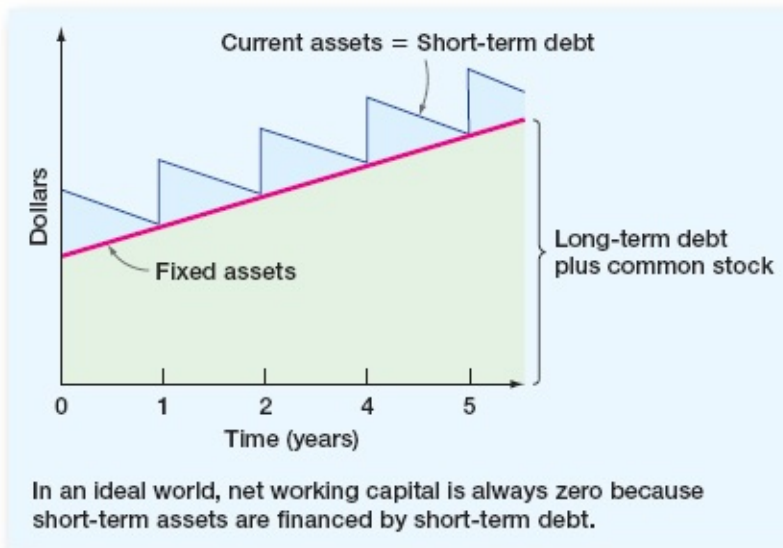 Current assets = Short-term debt
Dollars
Fixed assets
Long-term debt
plus common stock
0 1 2 4 5
Time (years)
In an ideal world, net working capital is always zero because
short-term assets are financed by short-term debt.